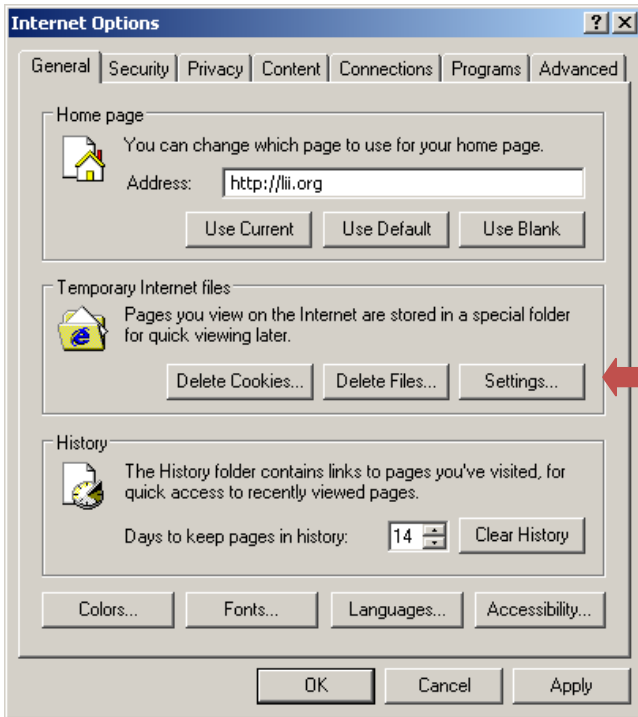 Internet Options
General Security Privacy Content Connections Programs Advanced
Home page
You can change which page to use for your home page.
Address: http://lii.org
Use Current Use Default Use Blank
Temporary Internet files
Pages you view on the Internet are stored in a special folder
for quick viewing later.
Delete Cookies... Delete Files... Settings...
History
The History folder contains links to pages you've visited, for
quick access to recently viewed pages.
Days to keep pages in history: 14 Clear History
Colors... Fonts... Languages... Accessibility...
OK Cancel Apply